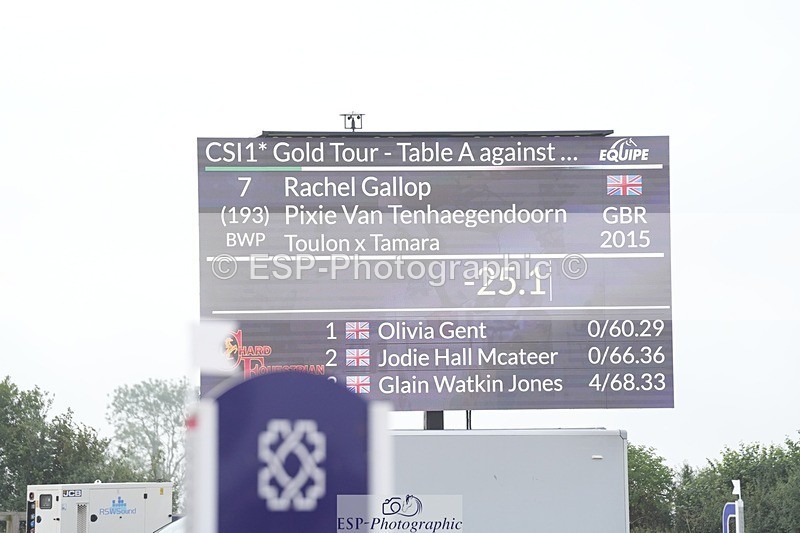 CSI1* Gold Tour - Table A against ... EQUIPE
7 Rachel Gallop
(193) Pixie Van Tenhaegendoorn GBR
BWP Toulon x Tamara 2015
© ESP-Photographic ©
-25.1
1 Olivia Gent 0/60.29
CHARD 2 Jodie Hall Mcateer 0/66.36
EQUESTRIAN
Glain Watkin Jones 4/68.33
JCB
RSWSound
ESP-Photographic